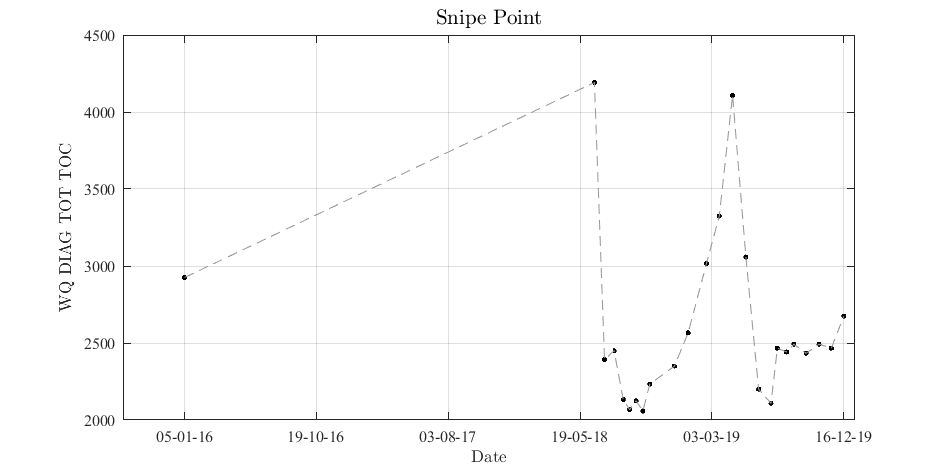 Snipe Point
4500
4000
3500
3000
2500
2000
WQ DIAG TOT TOC
05-01-16 19-10-16 03-08-17 19-05-18 03-03-19 16-12-19
Date